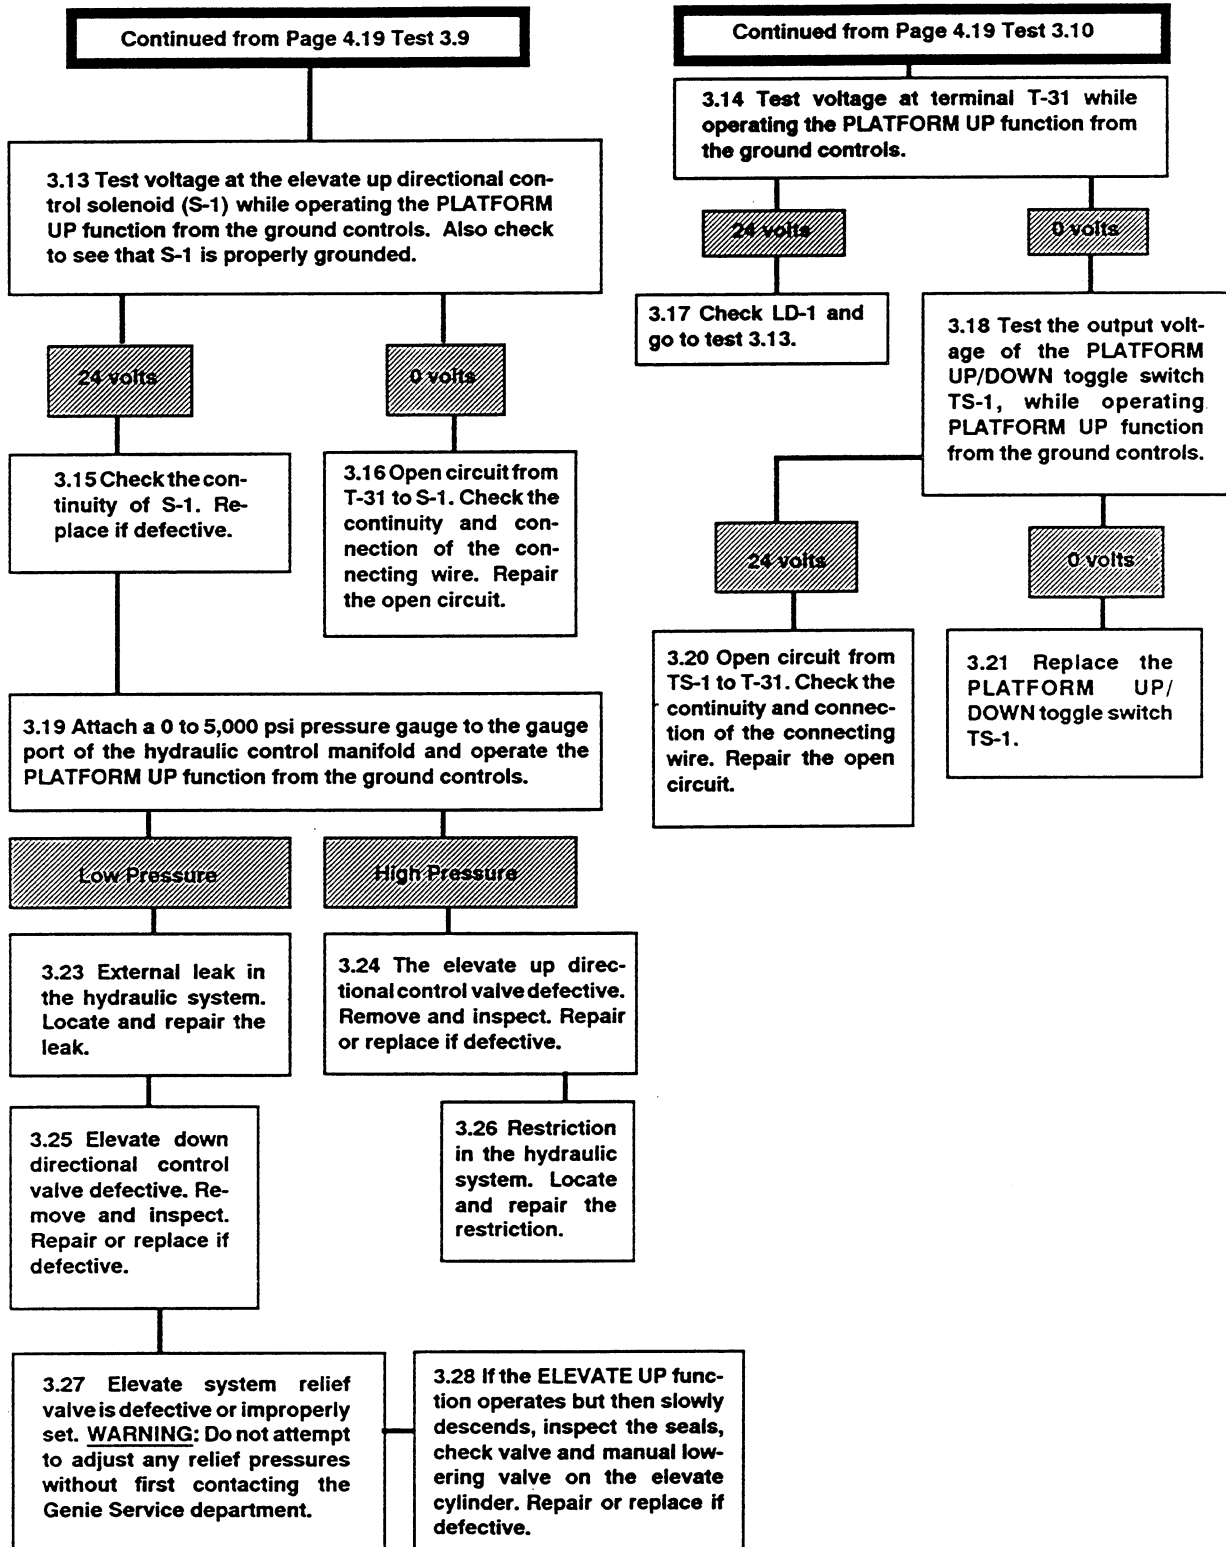 Continued from Page 4.19 Test 3.9
3.13 Test voltage at the elevate up directional con-
trol solenoid (S-1) while operating the PLATFORM
UP function from the ground controls. Also check
to see that S-1 is properly grounded.
24 volts
0 volts
3.15 Check the con-
tinuity of S-1. Re-
place if defective.
3.16 Open circuit from
T-31 to S-1. Check the
continuity and con-
nection of the con-
necting wire. Repair
the open circuit.
3.19 Attach a 0 to 5,000 psi pressure gauge to the gauge
port of the hydraulic control manifold and operate the
PLATFORM UP function from the ground controls.
Low Pressure
High Pressure
3.23 External leak in
the hydraulic system.
Locate and repair the
leak.
3.24 The elevate up direc-
tional control valve defective.
Remove and inspect. Repair
or replace if defective.
3.25 Elevate down
directional control
valve defective. Re-
move and inspect.
Repair or replace if
defective.
3.26 Restriction
in the hydraulic
system. Locate
and repair the
restriction.
3.27 Elevate system relief
valve is defective or improperly
set. WARNING: Do not attempt
to adjust any relief pressures
without first contacting the
Genie Service department.
3.28 If the ELEVATE UP func-
tion operates but then slowly
descends, inspect the seals,
check valve and manual low-
ering valve on the elevate
cylinder. Repair or replace if
defective.
Continued from Page 4.19 Test 3.10
3.14 Test voltage at terminal T-31 while
operating the PLATFORM UP function from
the ground controls.
24 volts
0 volts
3.17 Check LD-1 and
go to test 3.13.
3.18 Test the output volt-
age of the PLATFORM
UP/DOWN toggle switch
TS-1, while operating
PLATFORM UP function
from the ground controls.
24 volts
0 volts
3.20 Open circuit from
TS-1 to T-31. Check the
continuity and connec-
tion of the connecting
wire. Repair the open
circuit.
3.21 Replace the
PLATFORM UP/
DOWN toggle switch
TS-1.